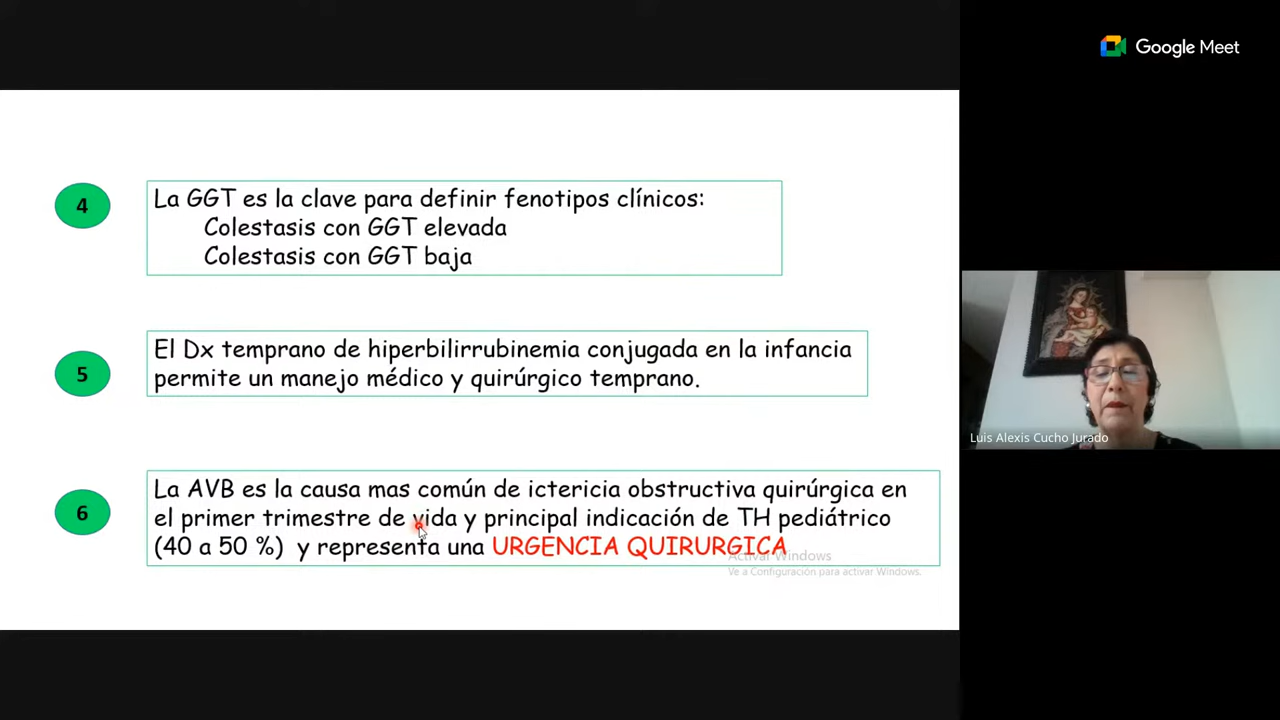 Google Meet
4
La GGT es la clave para definir fenotipos clínicos:
Colestasis con GGT elevada
Colestasis con GGT baja
5
El Dx temprano de hiperbilirrubinemia conjugada en la infancia
permite un manejo médico y quirúrgico temprano.
6
La AVB es la causa mas común de ictericia obstructiva quirúrgica en
el primer trimestre de vida y principal indicación de TH pediátrico
(40 a 50 %) y representa una URGENCIA QUIRURGICA
Activar Windows
Ve a Configuración para activar Windows.
Luis Alexis Cucho Jurado